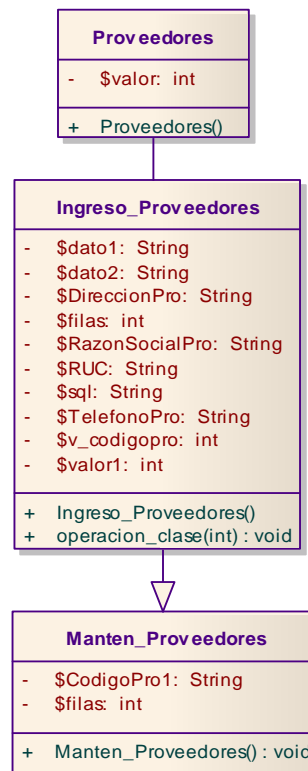 Proveedores
- $valor: int
+ Proveedores()
Ingreso_Proveedores
- $dato1: String
- $dato2: String
- $DireccionPro: String
- $filas: int
- $RazonSocialPro: String
- $RUC: String
- $sql: String
- $TelefonoPro: String
- $v_codigopro: int
- $valor1: int
+ Ingreso_Proveedores()
+ operacion_clase(int) : void
Manten_Proveedores
- $CodigoPro1: String
- $filas: int
+ Manten_Proveedores() : void